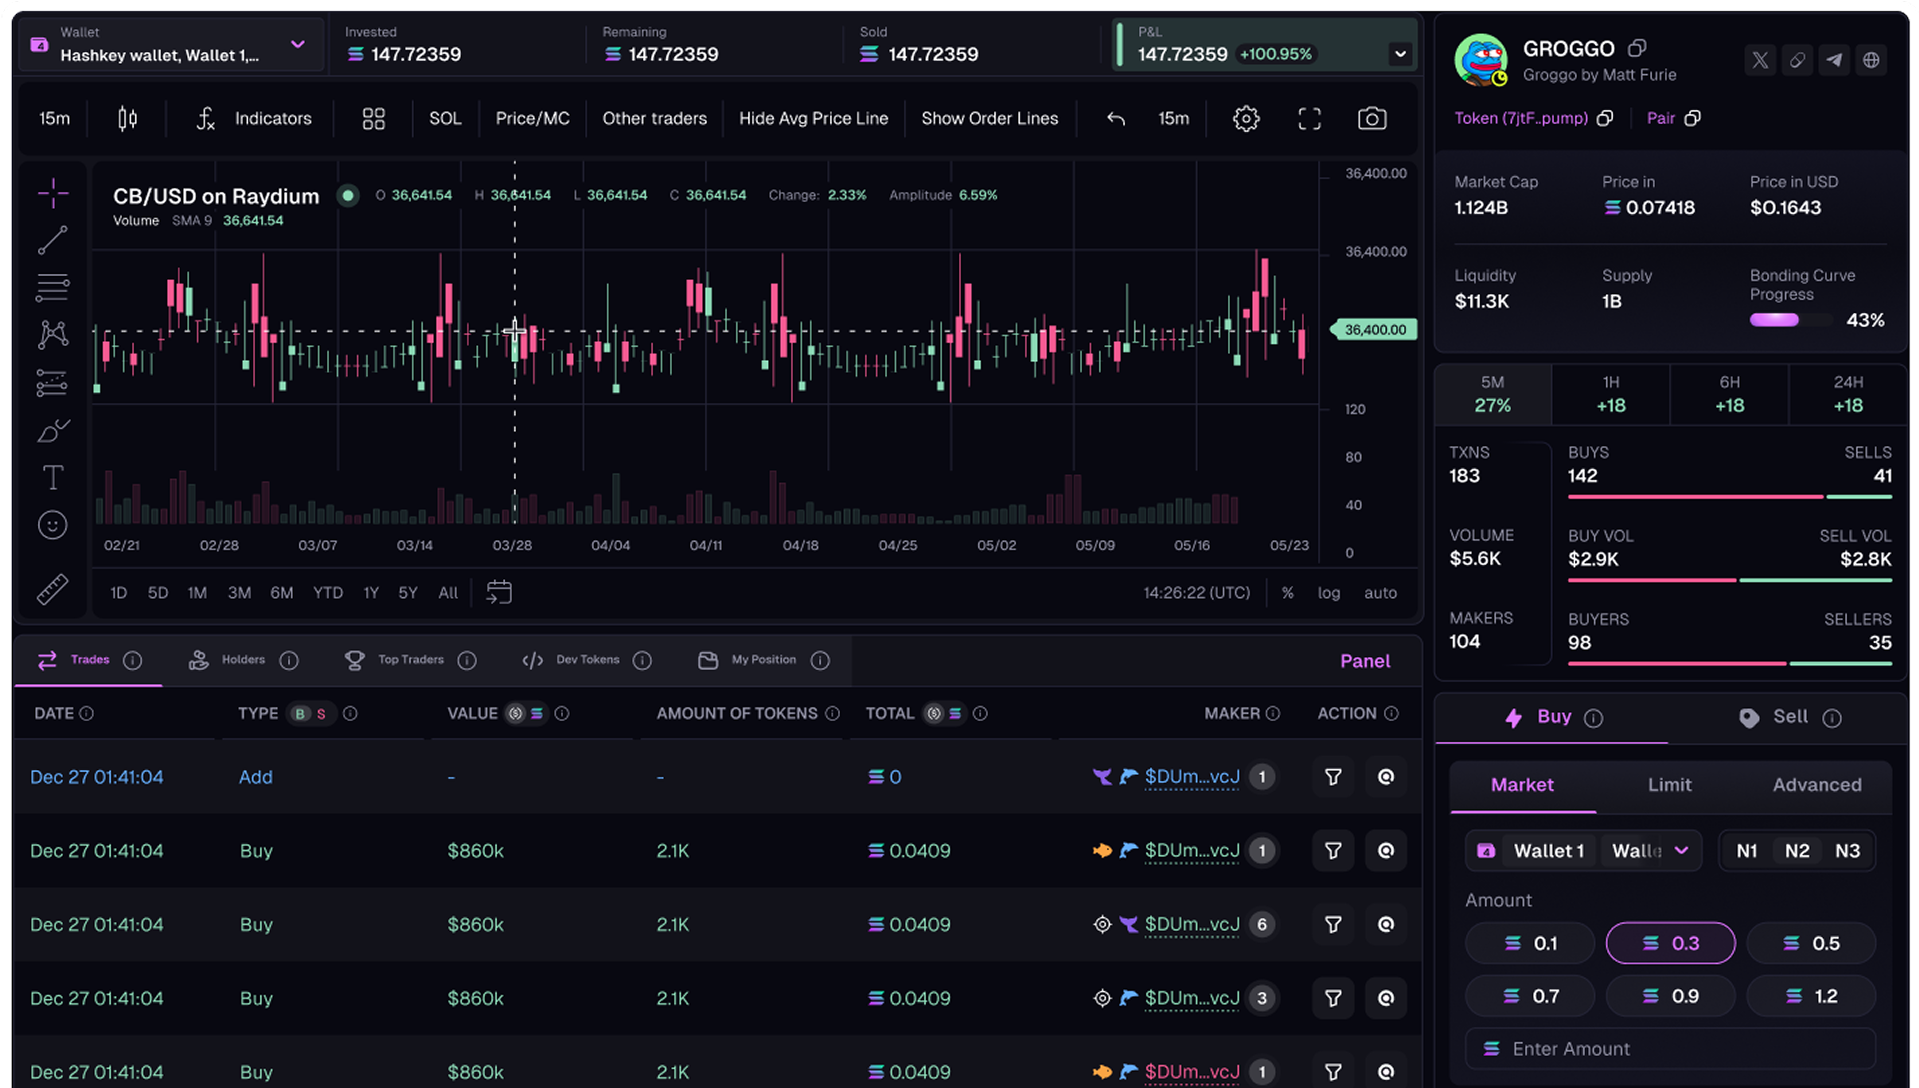 Wallet
Hashkey wallet, Wallet 1,...
Invested
147.72359
Remaining
147.72359
Sold
147.72359
P&L
147.72359 +100.95%
15m
Indicators
SOL
Price/MC
Other traders
Hide Avg Price Line
Show Order Lines
15m
CB/USD on Raydium
O 36,641.54 H 36,641.54 L 36,641.54 C 36,641.54 Change: 2.33% Amplitude 6.59%
Volume SMA 9 36,641.54
36,400.00
36,400.00
36,400.00
120
80
40
0
02/21 02/28 03/07 03/14 03/28 04/04 04/11 04/18 04/25 05/02 05/09 05/16 05/23
1D 5D 1M 3M 6M YTD 1Y 5Y All
14:26:22 (UTC) % log auto
Trades Holders Top Traders Dev Tokens My Position Panel
DATE TYPE B S VALUE AMOUNT OF TOKENS TOTAL MAKER ACTION
Dec 27 01:41:04 Add - - 0 $DUm...vcJ 1
Dec 27 01:41:04 Buy $860k 2.1K 0.0409 $DUm...vcJ 1
Dec 27 01:41:04 Buy $860k 2.1K 0.0409 $DUm...vcJ 6
Dec 27 01:41:04 Buy $860k 2.1K 0.0409 $DUm...vcJ 3
Dec 27 01:41:04 Buy $860k 2.1K 0.0409 $DUm...vcJ 1
GROGGO
Groggo by Matt Furie
Token (7jtF..pump) Pair
Market Cap Price in Price in USD
1.124B 0.07418 $0.1643
Liquidity Supply Bonding Curve Progress
$11.3K 1B 43%
5M 1H 6H 24H
27% +18 +18 +18
TXNS BUYS SELLS
183 142 41
VOLUME BUY VOL SELL VOL
$5.6K $2.9K $2.8K
MAKERS BUYERS SELLERS
104 98 35
Buy Sell
Market Limit Advanced
4 Wallet 1 N1 N2 N3
Amount
0.1 0.3 0.5
0.7 0.9 1.2
Enter Amount